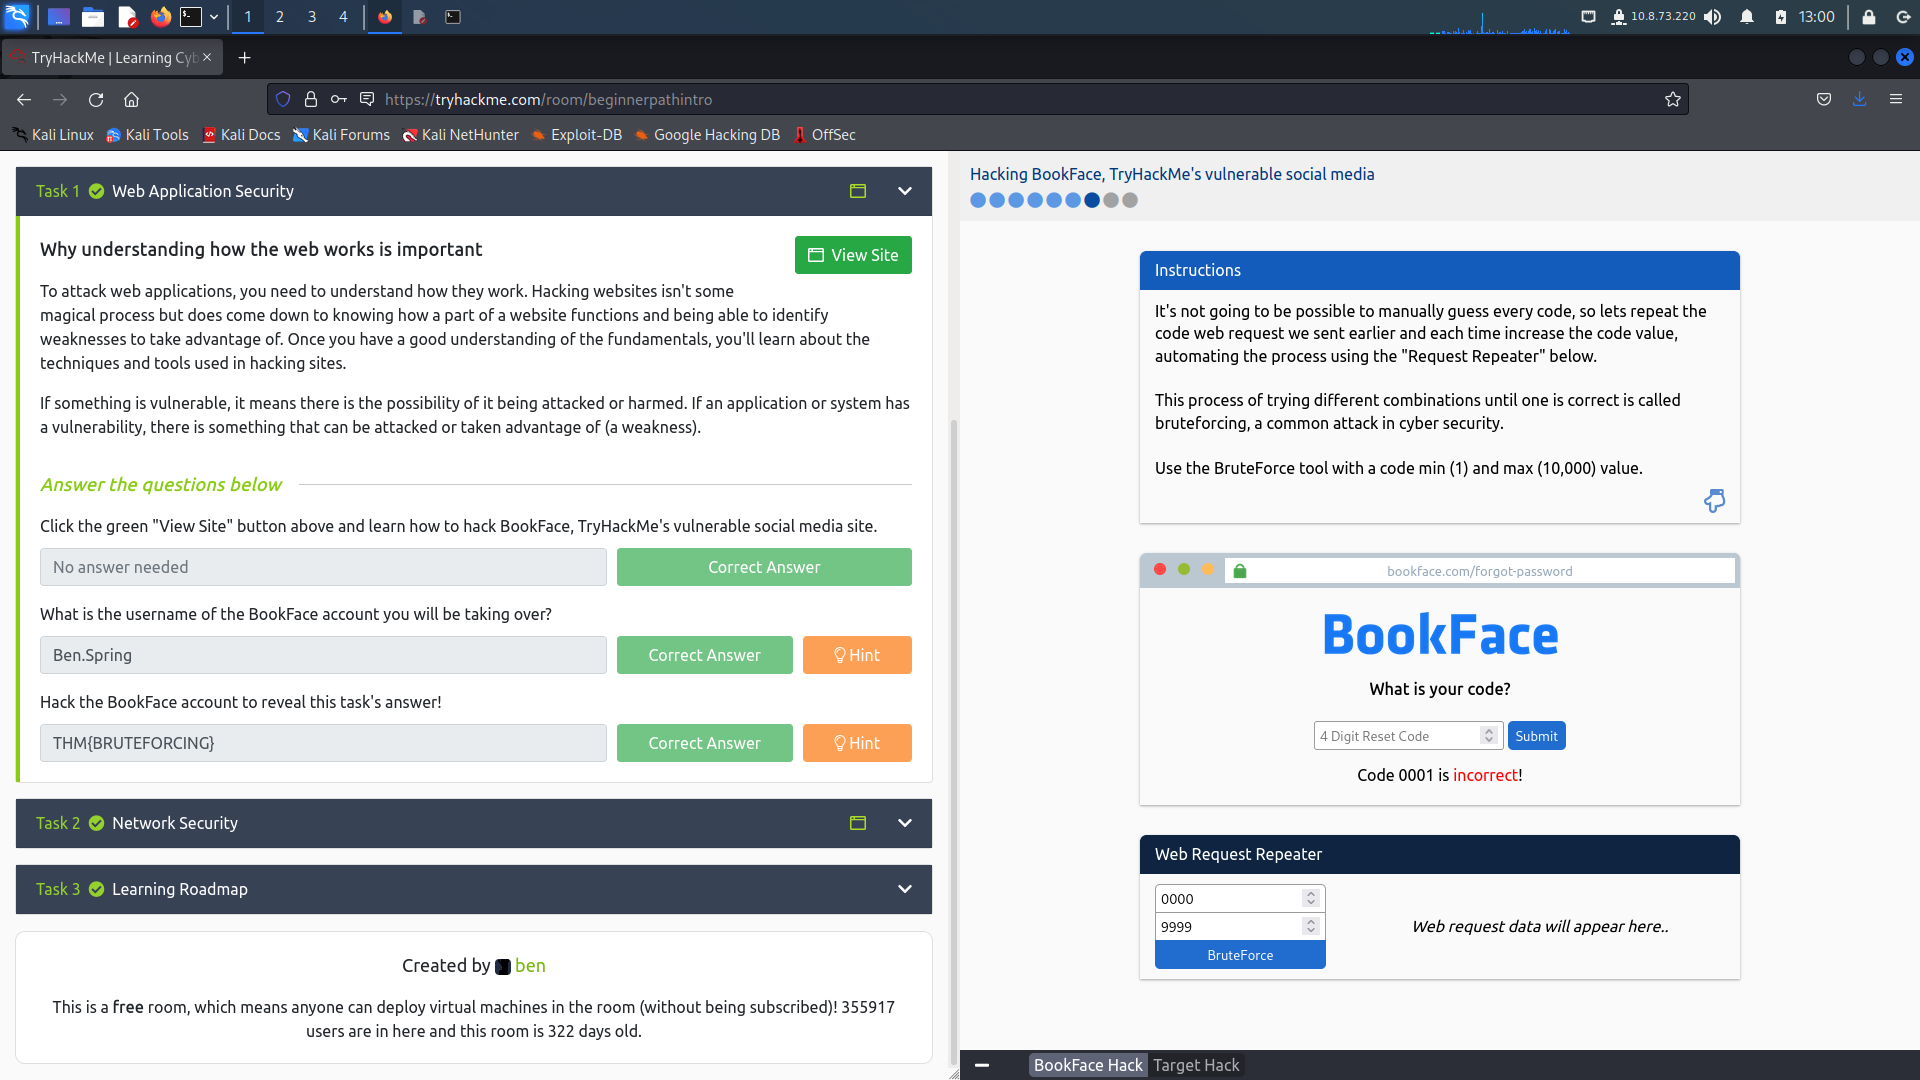 1 2 3 4
10.8.73.220 13:00
TryHackMe | Learning Cyb
https://tryhackme.com/room/beginnerpathintro
Kali Linux Kali Tools Kali Docs Kali Forums Kali NetHunter Exploit-DB Google Hacking DB OffSec
Task 1 Web Application Security
Why understanding how the web works is important
View Site
To attack web applications, you need to understand how they work. Hacking websites isn't some
magical process but does come down to knowing how a part of a website functions and being able to identify
weaknesses to take advantage of. Once you have a good understanding of the fundamentals, you'll learn about the
techniques and tools used in hacking sites.
If something is vulnerable, it means there is the possibility of it being attacked or harmed. If an application or system has
a vulnerability, there is something that can be attacked or taken advantage of (a weakness).
Answer the questions below
Click the green "View Site" button above and learn how to hack BookFace, TryHackMe's vulnerable social media site.
No answer needed Correct Answer
What is the username of the BookFace account you will be taking over?
Ben.Spring Correct Answer Hint
Hack the BookFace account to reveal this task's answer!
THM{BRUTEFORCING} Correct Answer Hint
Task 2 Network Security
Task 3 Learning Roadmap
Created by ben
This is a free room, which means anyone can deploy virtual machines in the room (without being subscribed)! 355917
users are in here and this room is 322 days old.
Hacking BookFace, TryHackMe's vulnerable social media
Instructions
It's not going to be possible to manually guess every code, so lets repeat the
code web request we sent earlier and each time increase the code value,
automating the process using the "Request Repeater" below.
This process of trying different combinations until one is correct is called
bruteforcing, a common attack in cyber security.
Use the BruteForce tool with a code min (1) and max (10,000) value.
bookface.com/forgot-password
BookFace
What is your code?
4 Digit Reset Code Submit
Code 0001 is incorrect!
Web Request Repeater
0000
9999
BruteForce
Web request data will appear here..
BookFace Hack Target Hack